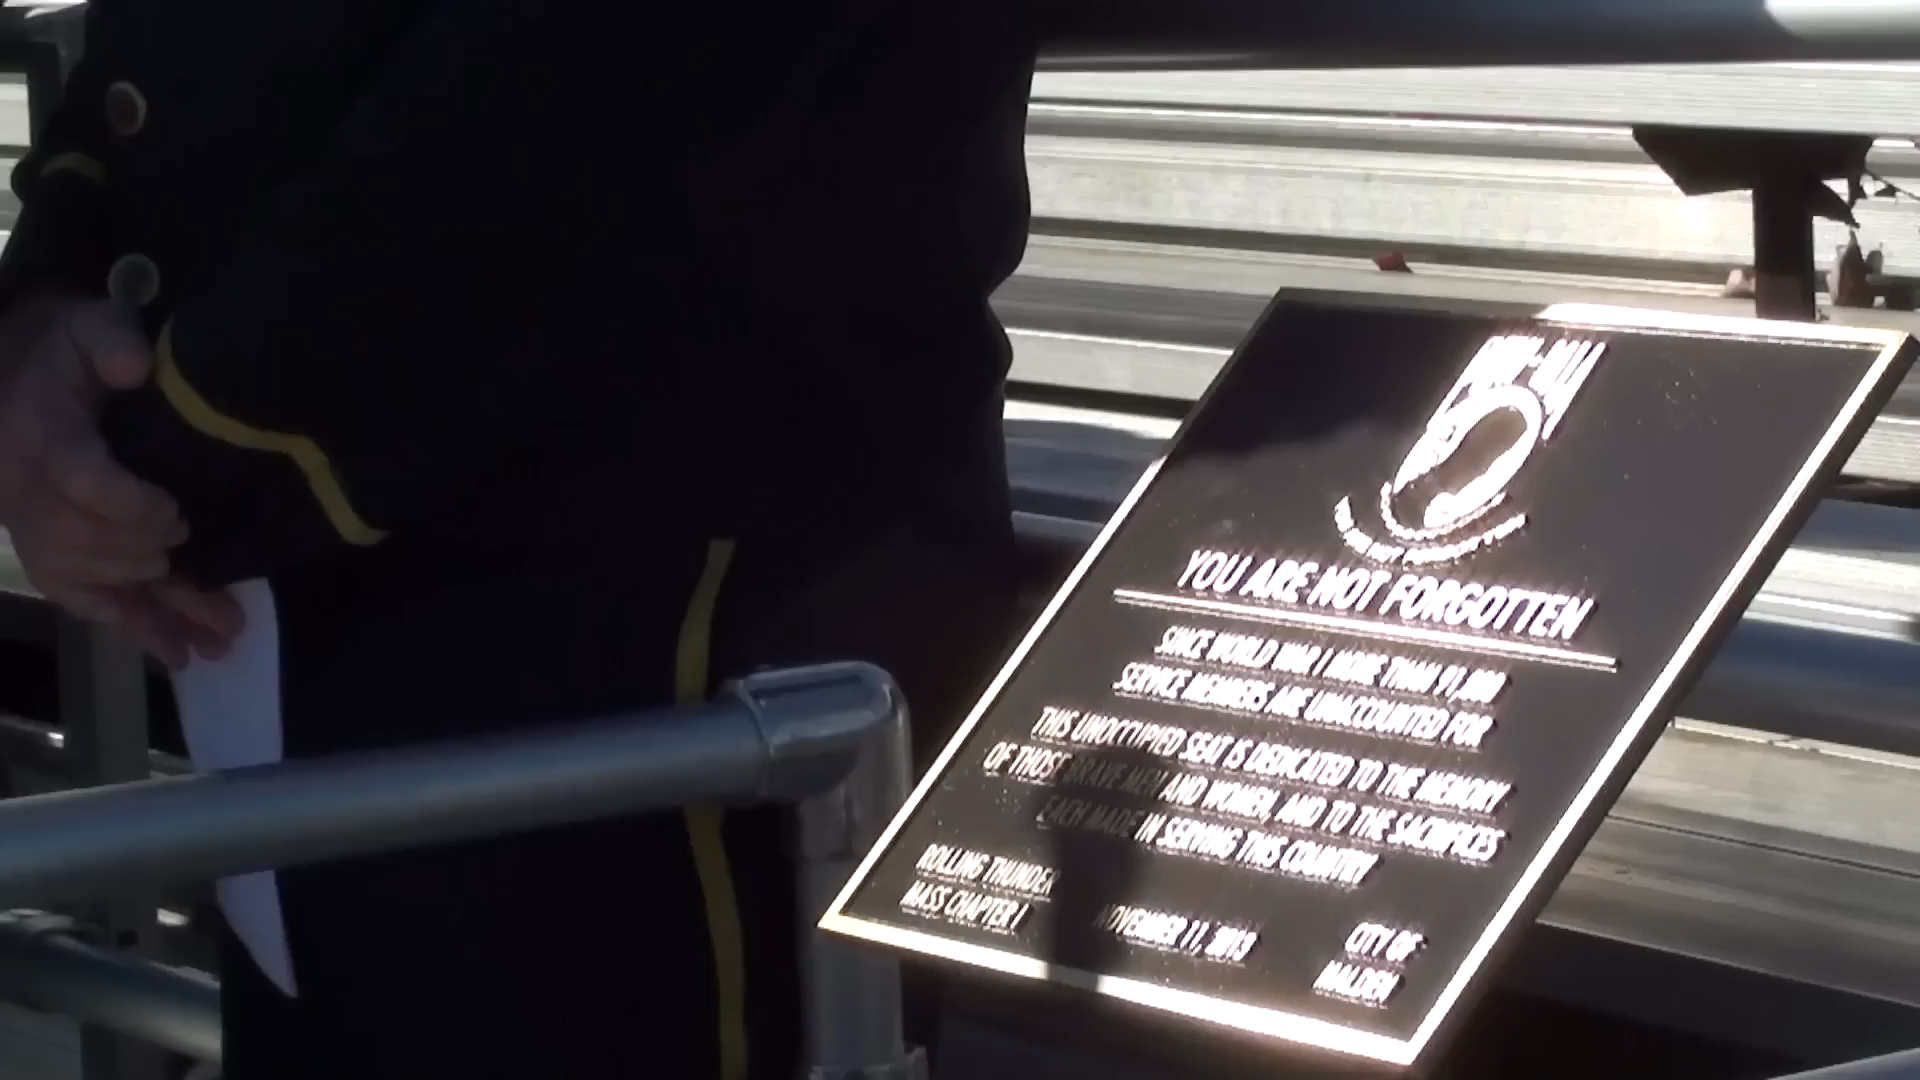 POW-MIA
YOU ARE NOT FORGOTTEN
SINCE WORLD WAR I MORE THAN 91,000
SERVICE MEMBERS ARE UNACCOUNTED FOR
THIS UNOCCUPIED SEAT IS DEDICATED TO THE MEMORY
OF THOSE BRAVE MEN AND WOMEN, AND TO THE SACRIFICES
EACH MADE IN SERVING THIS COUNTRY
ROLLING THUNDER
MASS CHAPTER 1
NOVEMBER 11, 2013
CITY OF
MALDEN